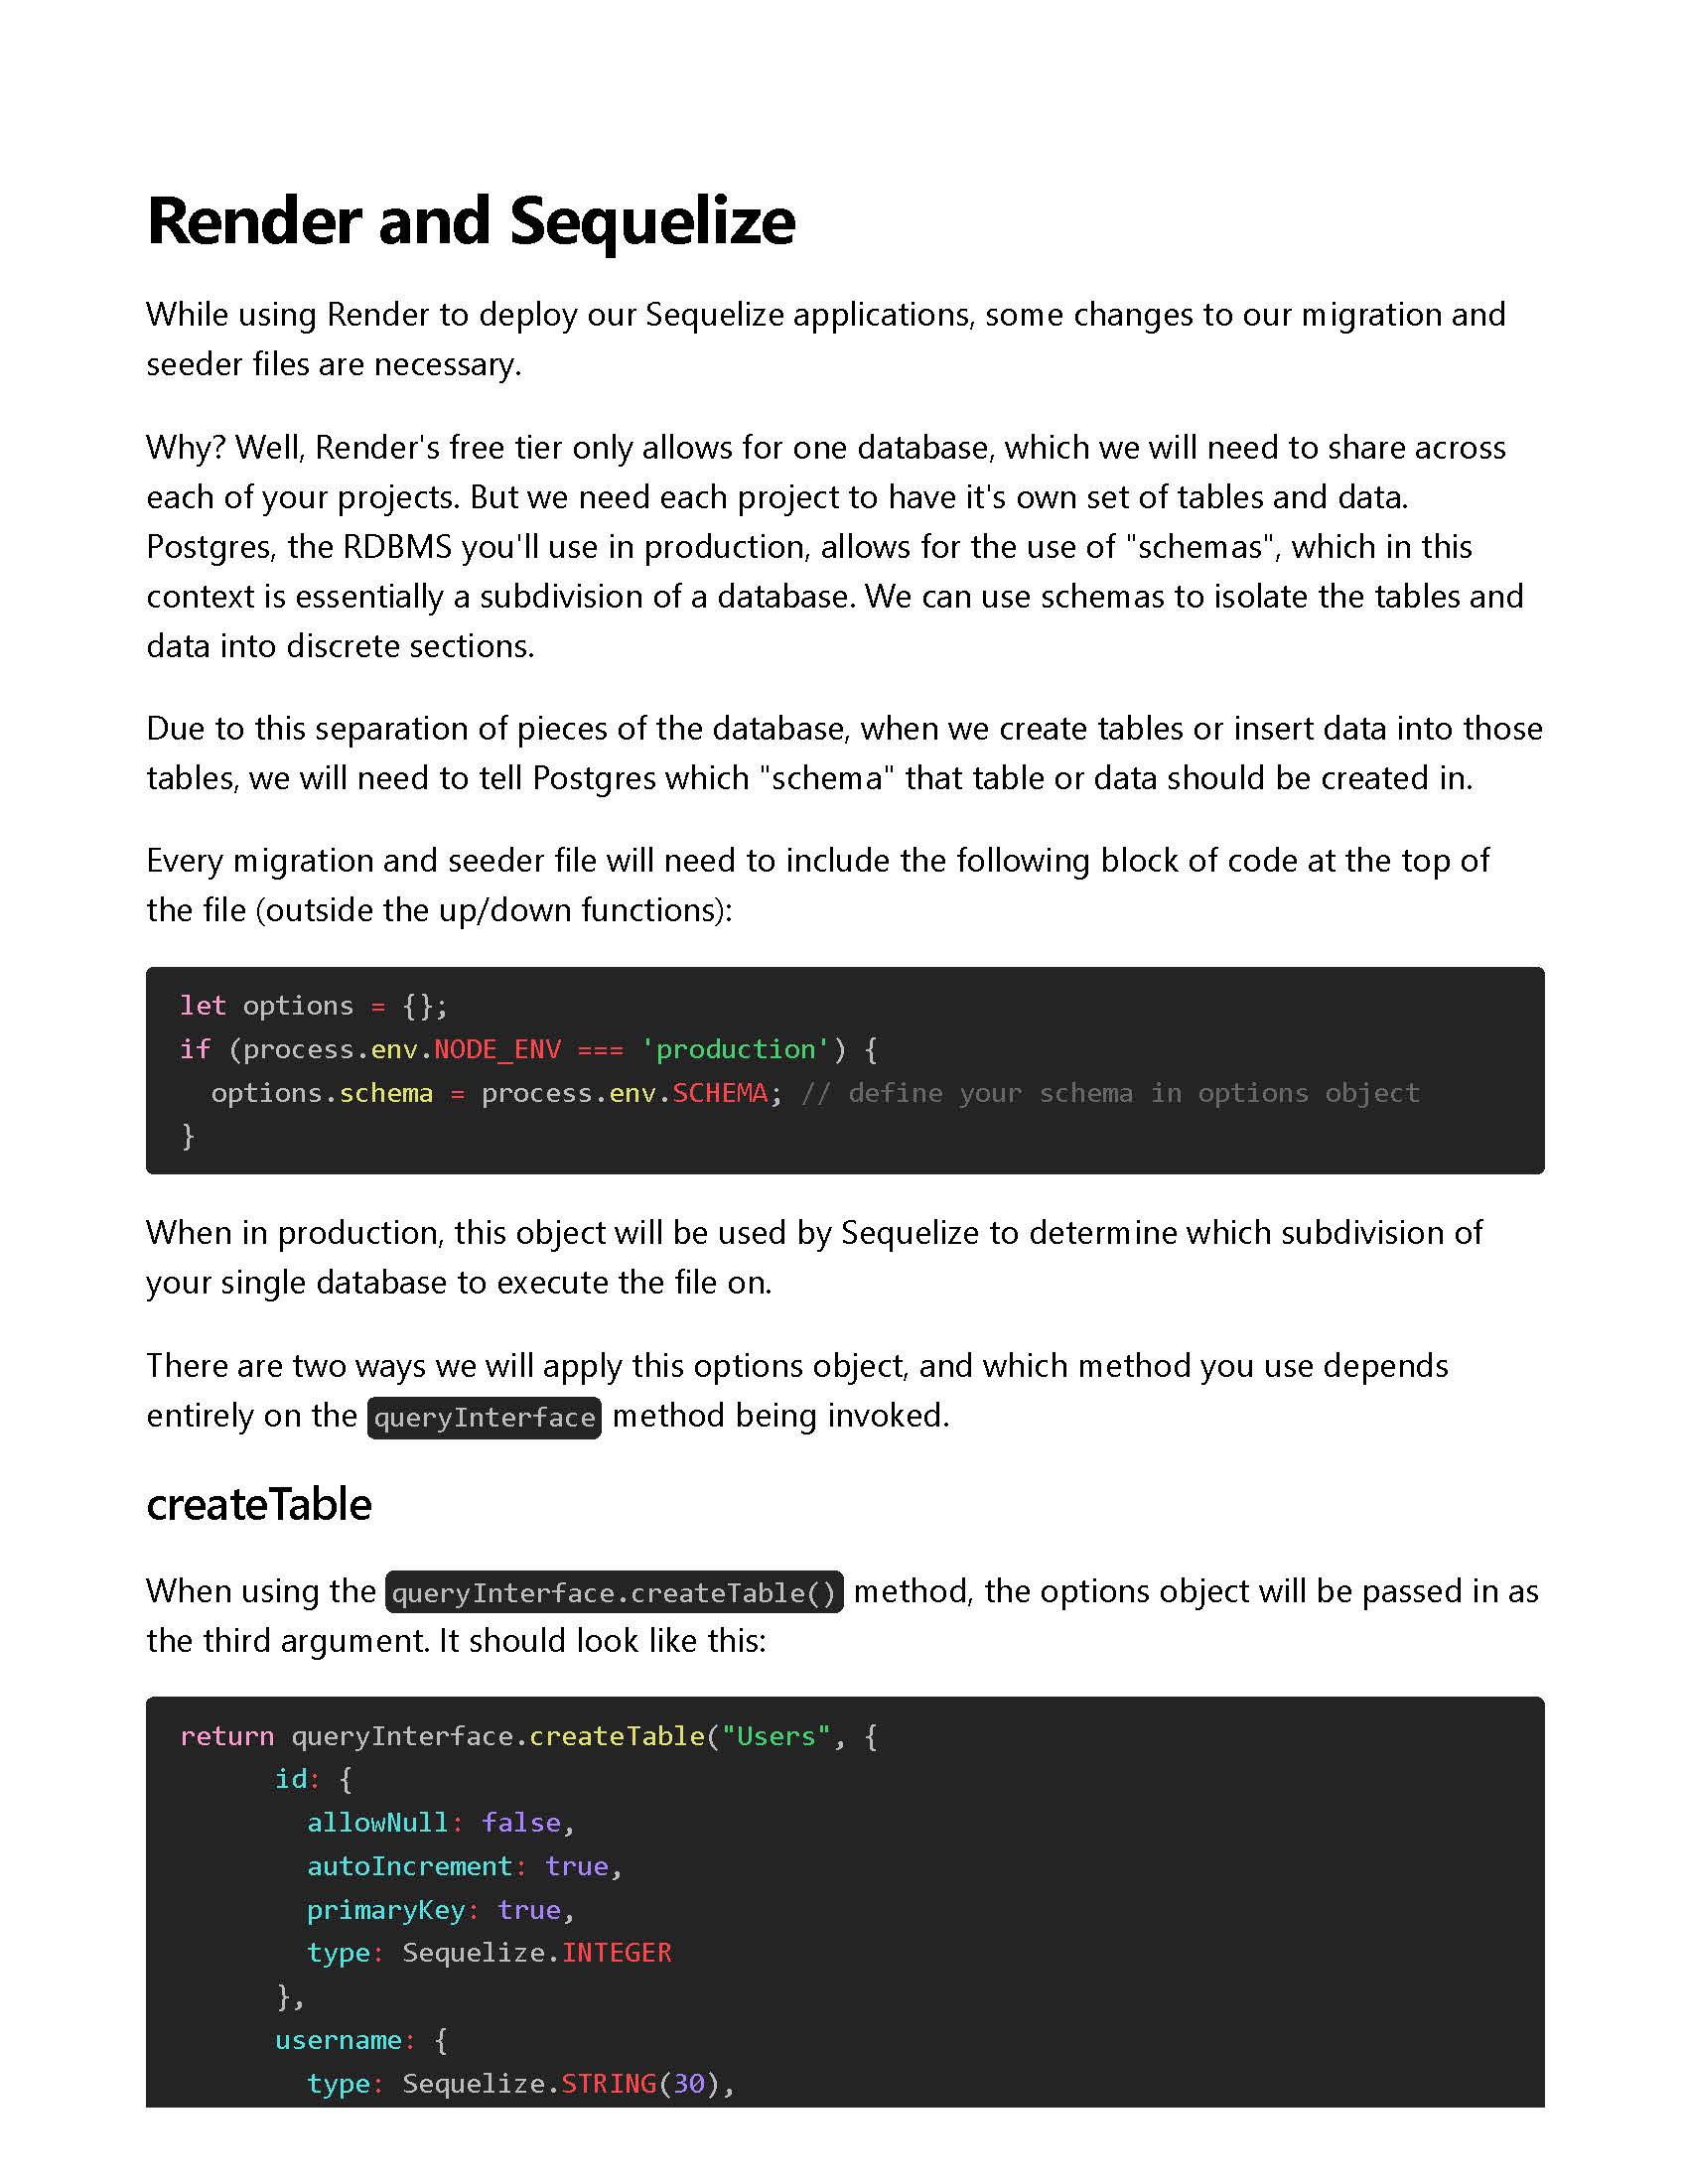 Render and Sequelize
While using Render to deploy our Sequelize applications, some changes to our migration and
seeder files are necessary.
Why? Well, Render's free tier only allows for one database, which we will need to share across
each of your projects. But we need each project to have it's own set of tables and data.
Postgres, the RDBMS you'll use in production, allows for the use of "schemas", which in this
context is essentially a subdivision of a database. We can use schemas to isolate the tables and
data into discrete sections.
Due to this separation of pieces of the database, when we create tables or insert data into those
tables, we will need to tell Postgres which "schema" that table or data should be created in.
Every migration and seeder file will need to include the following block of code at the top of
the file (outside the up/down functions):
let options = {};
if (process.env.NODE_ENV === 'production') {
  options.schema = process.env.SCHEMA; // define your schema in options object
}
When in production, this object will be used by Sequelize to determine which subdivision of
your single database to execute the file on.
There are two ways we will apply this options object, and which method you use depends
entirely on the queryInterface method being invoked.
createTable
When using the queryInterface.createTable() method, the options object will be passed in as
the third argument. It should look like this:
return queryInterface.createTable("Users", {
      id: {
        allowNull: false,
        autoIncrement: true,
        primaryKey: true,
        type: Sequelize.INTEGER
      },
      username: {
        type: Sequelize.STRING(30),